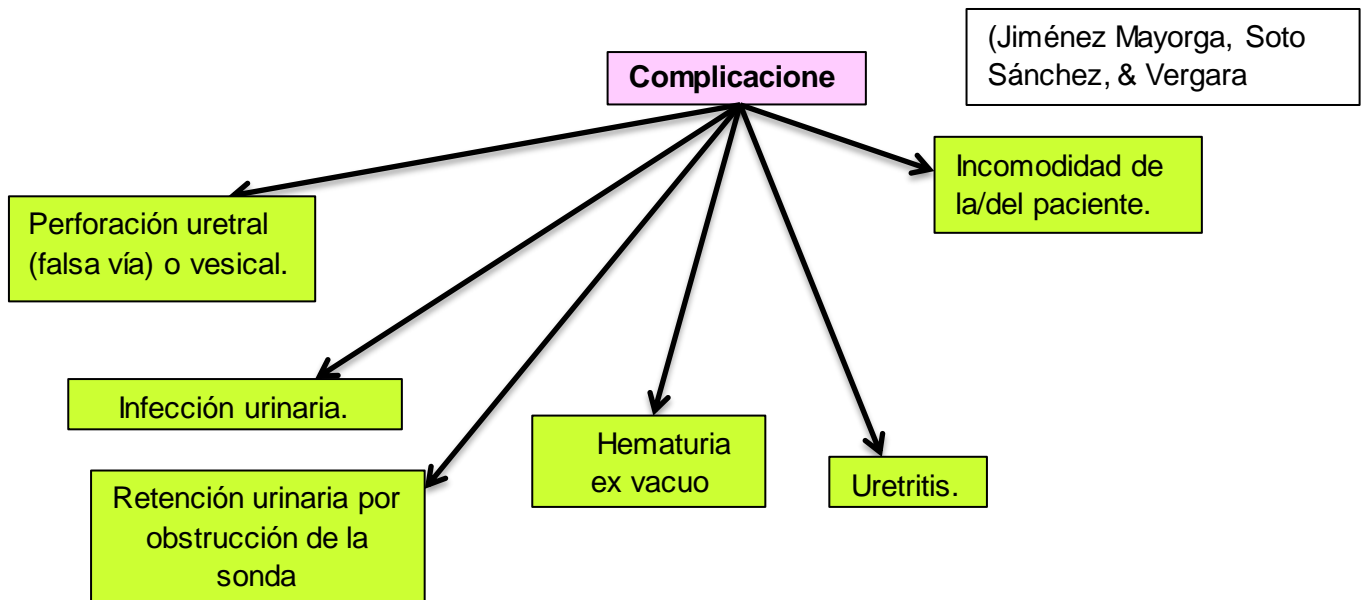 (Jiménez Mayorga, Soto
Sánchez, & Vergara
Complicacione
Incomodidad de
la/del paciente.
Perforación uretral
(falsa vía) o vesical.
Infección urinaria.
Hematuria
ex vacuo
Uretritis.
Retención urinaria por
obstrucción de la
sonda